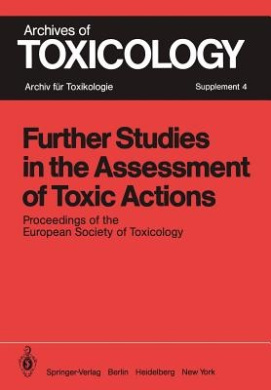 Archives of
TOXICOLOGY
Archiv für Toxikologie Supplement 4
Further Studies
in the Assessment
of Toxic Actions
Proceedings of the
European Society of Toxicology
Springer-Verlag Berlin Heidelberg New York